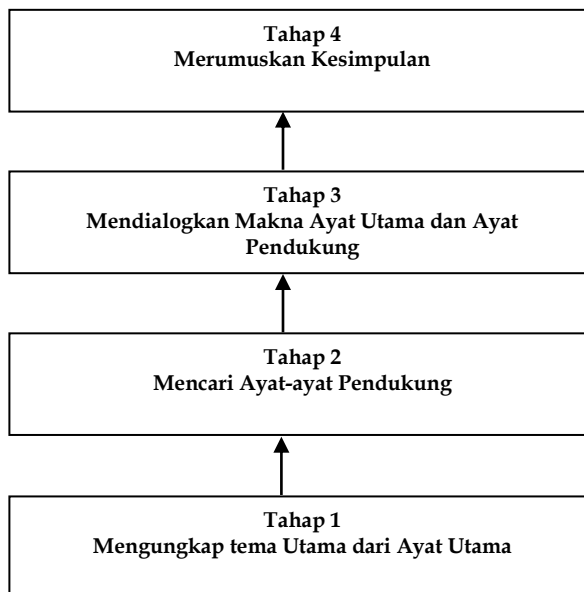 Tahap 4
Merumuskan Kesimpulan
Tahap 3
Mendialogkan Makna Ayat Utama dan Ayat
Pendukung
Tahap 2
Mencari Ayat-ayat Pendukung
Tahap 1
Mengungkap tema Utama dari Ayat Utama